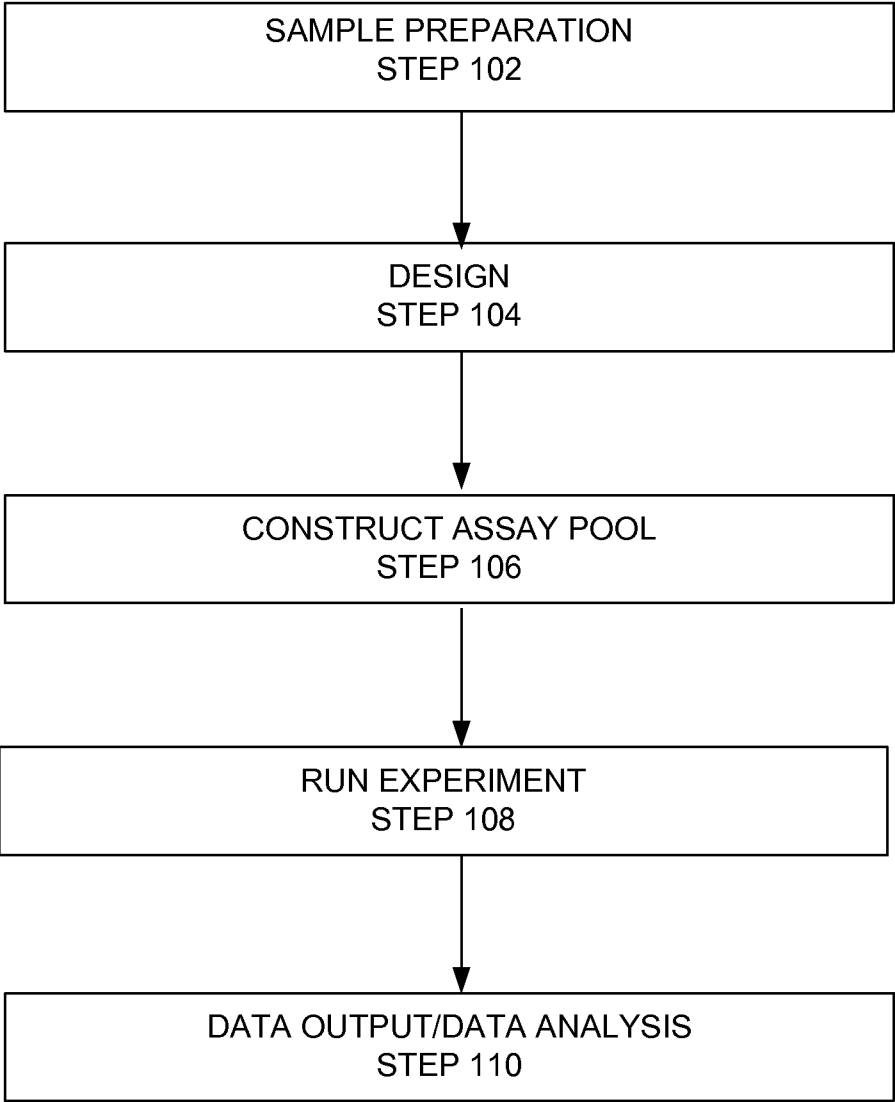 SAMPLE PREPARATION
STEP 102
DESIGN
STEP 104
CONSTRUCT ASSAY POOL
STEP 106
RUN EXPERIMENT
STEP 108
DATA OUTPUT/DATA ANALYSIS
STEP 110